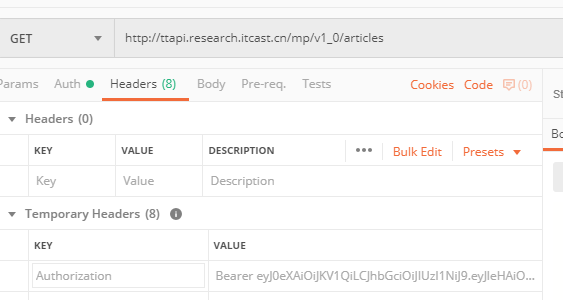 GET http://ttapi.research.itcast.cn/mp/v1_0/articles
Params Auth Headers (8) Body Pre-req. Tests Cookies Code (0)
Headers (0)
KEY VALUE DESCRIPTION ••• Bulk Edit Presets
Key Value Description
Temporary Headers (8)
KEY VALUE
Authorization Bearer eyJ0eXAiOiJKV1QiLCJhbGciOiJIUzI1NiJ9.eyJleHAiO...